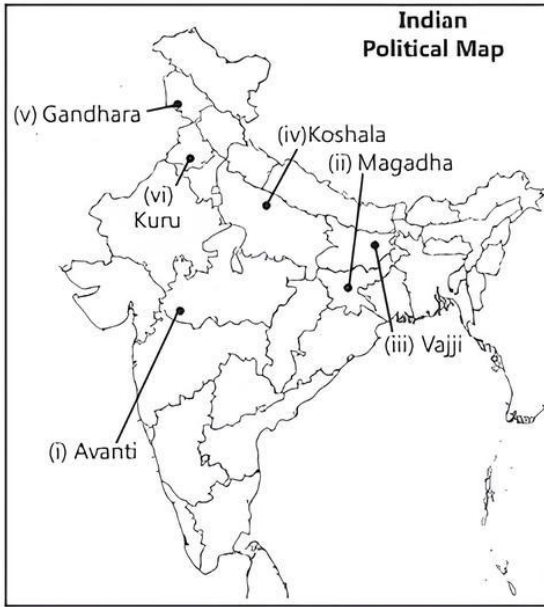 Indian
Political Map
(v) Gandhara
(iv)Koshala
(ii) Magadha
(vi)
Kuru
(iii) Vajji
(i) Avanti